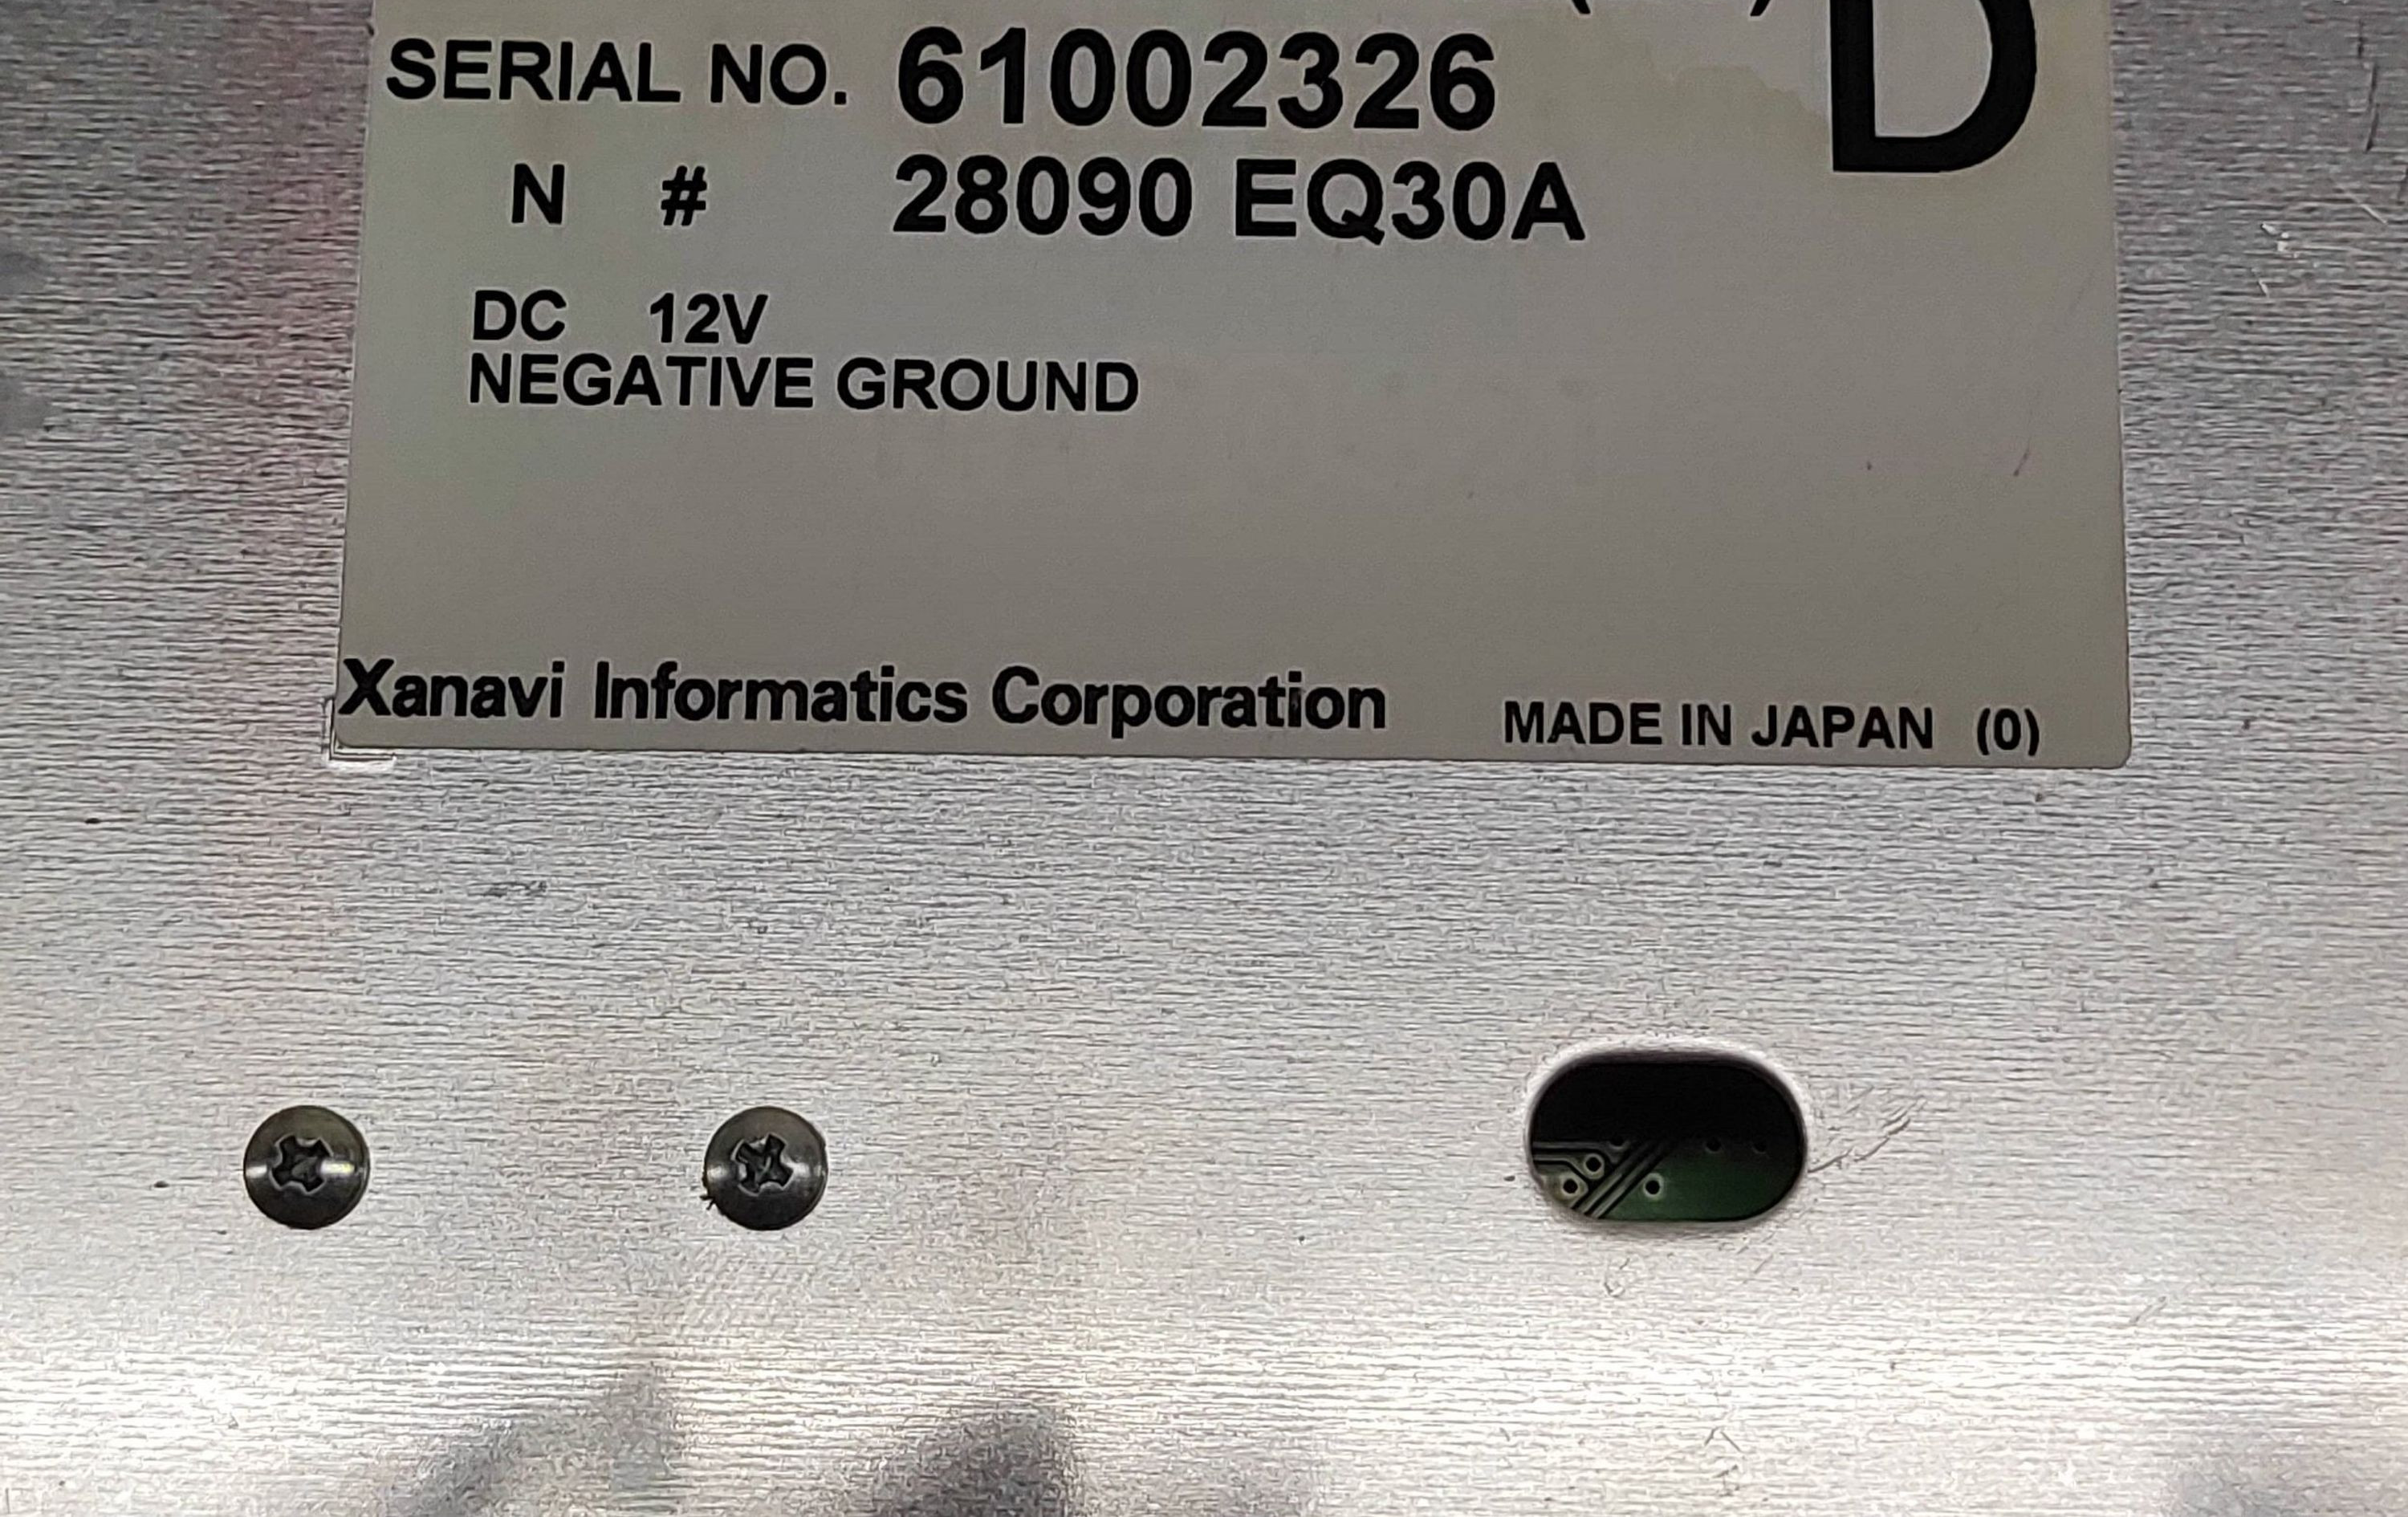 D
SERIAL NO. 61002326
N # 28090 EQ30A
DC 12V
NEGATIVE GROUND
Xanavi Informatics Corporation MADE IN JAPAN (0)